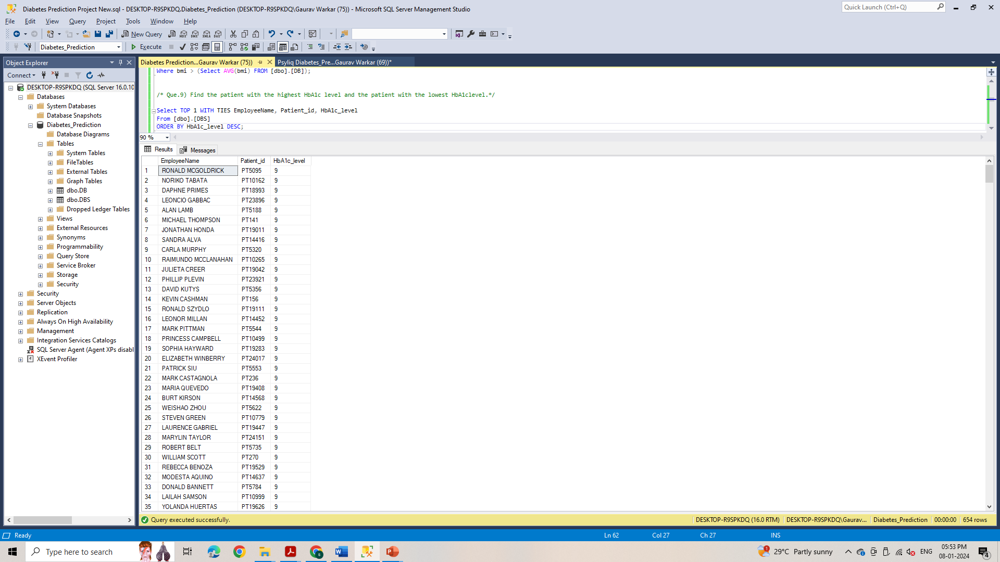 Diabetes Prediction Project New.sql - DESKTOP-R9SPKDQ.Diabetes_Prediction (DESKTOP-R9SPKDQ\Gaurav Warkar (75)) - Microsoft SQL Server Management Studio
Quick Launch (Ctrl+Q)
File Edit View Query Project Tools Window Help
New Query
MDX DMX XMLA DAX
Diabetes_Prediction
Execute
Object Explorer
Connect
DESKTOP-R9SPKDQ (SQL Server 16.0.10
Databases
System Databases
Database Snapshots
Diabetes_Prediction
Database Diagrams
Tables
System Tables
FileTables
External Tables
Graph Tables
dbo.DB
dbo.DBS
Dropped Ledger Tables
Views
External Resources
Synonyms
Programmability
Query Store
Service Broker
Storage
Security
Security
Server Objects
Replication
Always On High Availability
Management
Integration Services Catalogs
SQL Server Agent (Agent XPs disabl
XEvent Profiler
Diabetes Prediction...Gaurav Warkar (75))
Psyliq Diabetes_Pre...Gaurav Warkar (69))*
Where bmi > (Select AVG(bmi) FROM [dbo].[DB]);
/* Que.9) Find the patient with the highest HbA1c level and the patient with the lowest HbA1clevel.*/
Select TOP 1 WITH TIES EmployeeName, Patient_id, HbA1c_level
From [dbo].[DBS]
ORDER BY HbA1c_level DESC;
90 %
Results Messages
EmployeeName Patient_id HbA1c_level
1 RONALD MCGOLDRICK PT5095 9
2 NORIKO TABATA PT10162 9
3 DAPHNE PRIMES PT18993 9
4 LEONCIO GABBAC PT23896 9
5 ALAN LAMB PT5188 9
6 MICHAEL THOMPSON PT141 9
7 JONATHAN HONDA PT19011 9
8 SANDRA ALVA PT14416 9
9 CARLA MURPHY PT5320 9
10 RAIMUNDO MCCLANAHAN PT10265 9
11 JULIETA CREER PT19042 9
12 PHILLIP PLEVIN PT23921 9
13 DAVID KUTYS PT5356 9
14 KEVIN CASHMAN PT156 9
15 RONALD SZYDLO PT19111 9
16 LEONOR MILLAN PT14452 9
17 MARK PITTMAN PT5544 9
18 PRINCESS CAMPBELL PT10499 9
19 SOPHIA HAYWARD PT19283 9
20 ELIZABETH WINBERRY PT24017 9
21 PATRICK SIU PT5553 9
22 MARK CASTAGNOLA PT236 9
23 MARIA QUEVEDO PT19408 9
24 BURT KIRSON PT14568 9
25 WEISHAO ZHOU PT5622 9
26 STEVEN GREEN PT10779 9
27 LAURENCE GABRIEL PT19447 9
28 MARYLIN TAYLOR PT24151 9
29 ROBERT BELT PT5735 9
30 WILLIAM SCOTT PT270 9
31 REBECCA BENOZA PT19529 9
32 MODESTA AQUINO PT14637 9
33 DONALD BANNETT PT5784 9
34 LAILAH SAMSON PT10999 9
35 YOLANDA HUERTAS PT19626 9
Query executed successfully.
DESKTOP-R9SPKDQ (16.0 RTM) DESKTOP-R9SPKDQ\Gaurav... Diabetes_Prediction 00:00:00 654 rows
Ready Ln 62 Col 27 Ch 27 INS
Type here to search
29°C Partly sunny
ENG
05:53 PM
08-01-2024
4